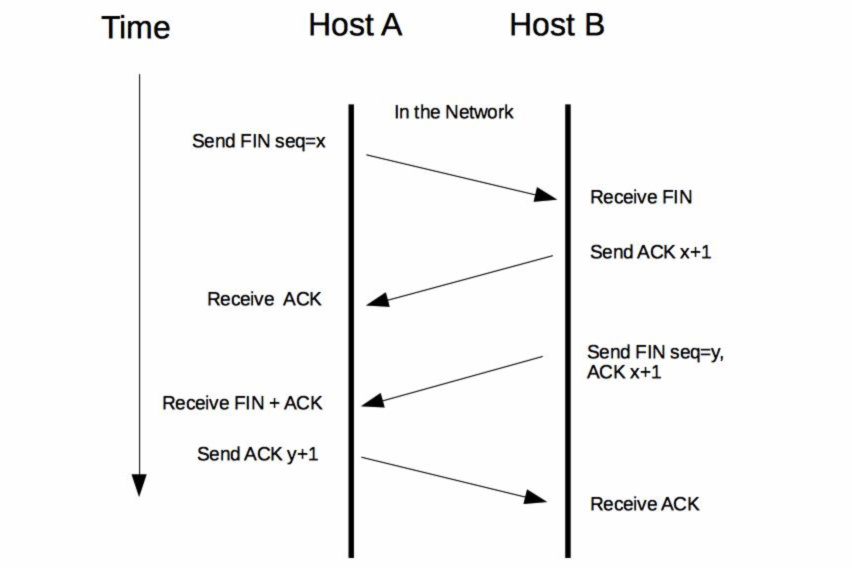 Time
Host A
Host B
In the Network
Send FIN seq=x
Receive FIN
Send ACK x+1
Receive ACK
Send FIN seq=y,
ACK x+1
Receive FIN + ACK
Send ACK y+1
Receive ACK